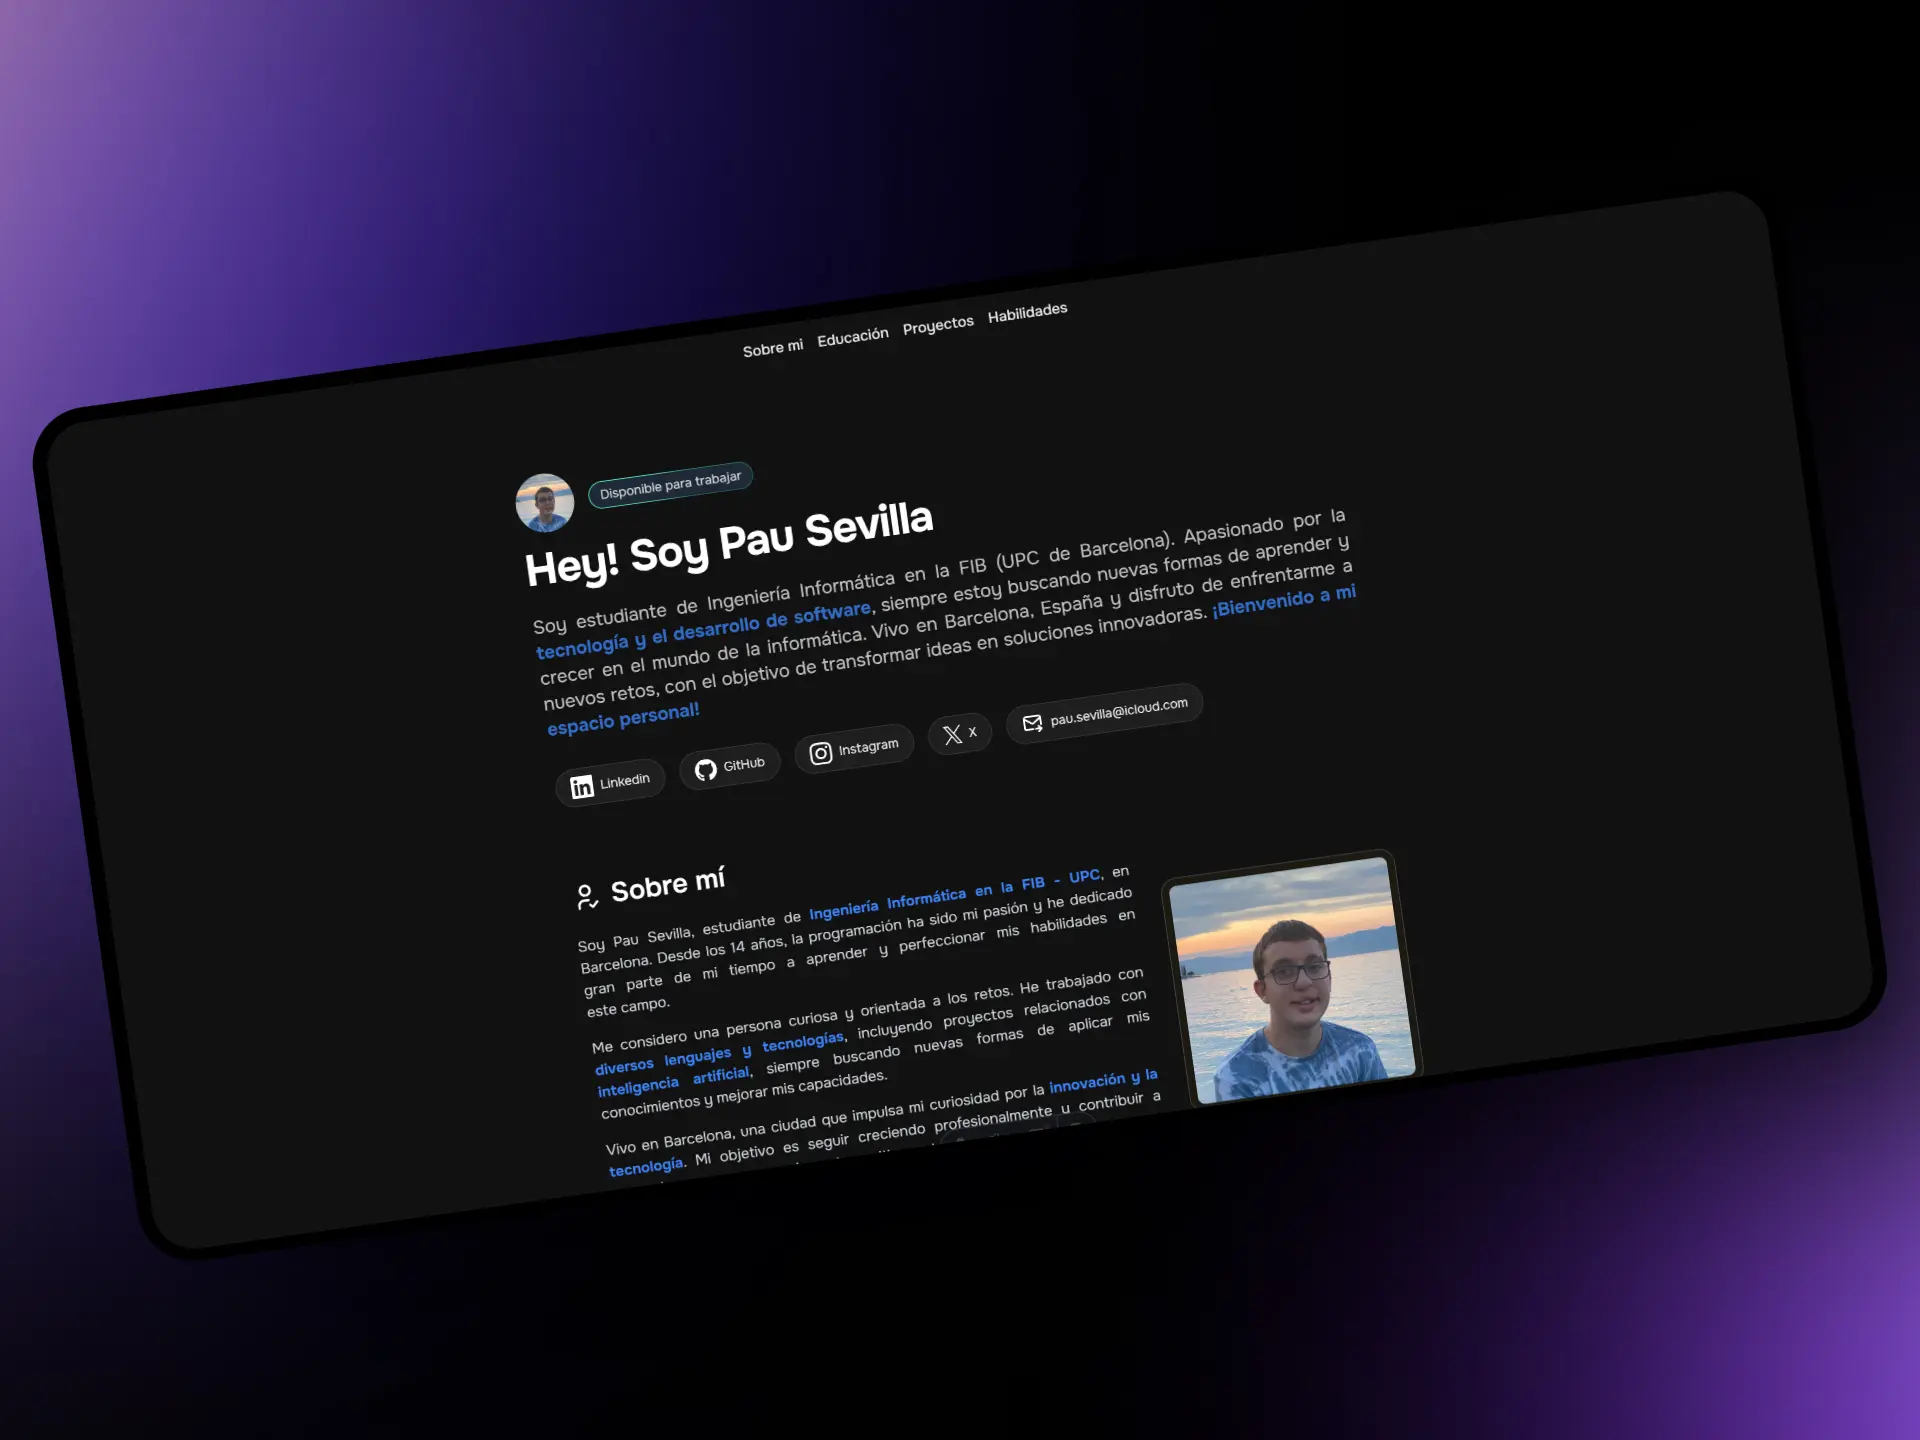 Sobre mi Educación Proyectos Habilidades
Disponible para trabajar
Hey! Soy Pau Sevilla
Soy estudiante de Ingeniería Informática en la FIB (UPC de Barcelona). Apasionado por la
tecnología y el desarrollo de software, siempre estoy buscando nuevas formas de aprender y
crecer en el mundo de la informática. Vivo en Barcelona, España y disfruto de enfrentarme a
nuevos retos, con el objetivo de transformar ideas en soluciones innovadoras. ¡Bienvenido a mi
espacio personal!
Linkedin GitHub Instagram X pau.sevilla@icloud.com
Sobre mí
Soy Pau Sevilla, estudiante de Ingeniería Informática en la FIB - UPC, en
Barcelona. Desde los 14 años, la programación ha sido mi pasión y he dedicado
gran parte de mi tiempo a aprender y perfeccionar mis habilidades en
este campo.
Me considero una persona curiosa y orientada a los retos. He trabajado con
diversos lenguajes y tecnologías, incluyendo proyectos relacionados con
inteligencia artificial, siempre buscando nuevas formas de aplicar mis
conocimientos y mejorar mis capacidades.
Vivo en Barcelona, una ciudad que impulsa mi curiosidad por la innovación y la
tecnología. Mi objetivo es seguir creciendo profesionalmente y contribuir a